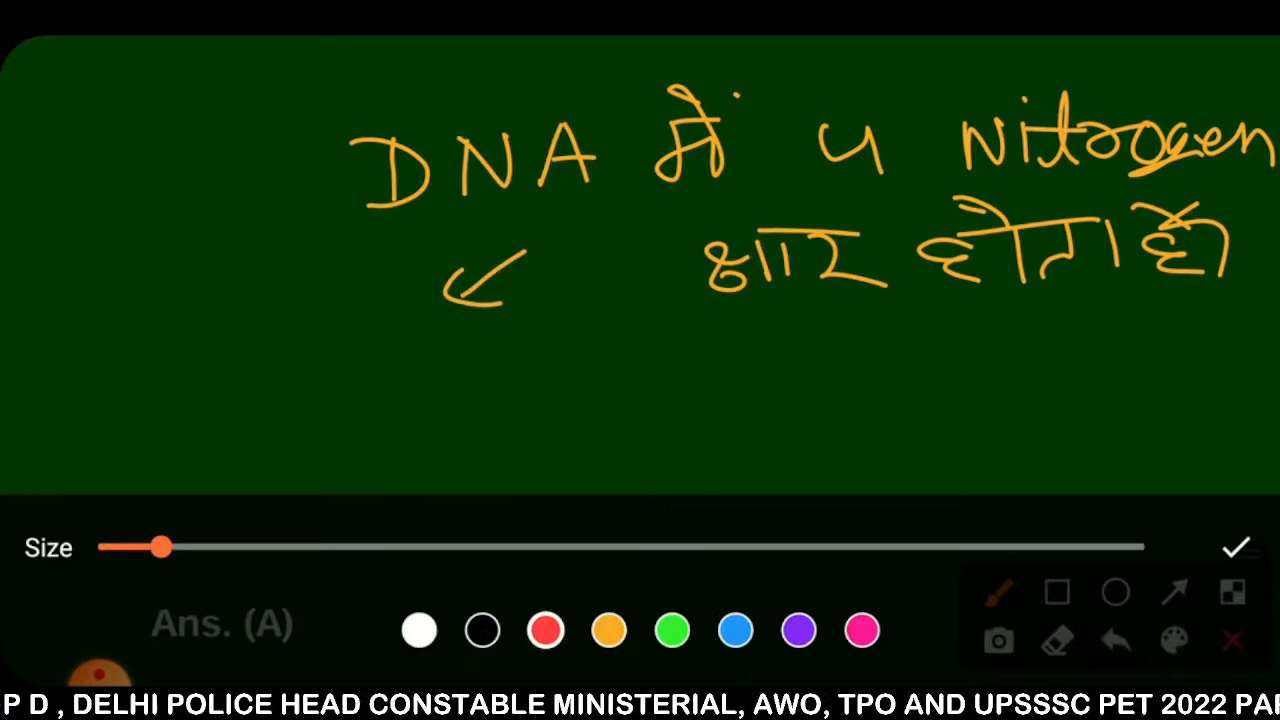 DNA में 4 Nitrogen
क्षार होता है
Size
Ans. (A)
P D , DELHI POLICE HEAD CONSTABLE MINISTERIAL, AWO, TPO AND UPSSSC PET 2022 PA